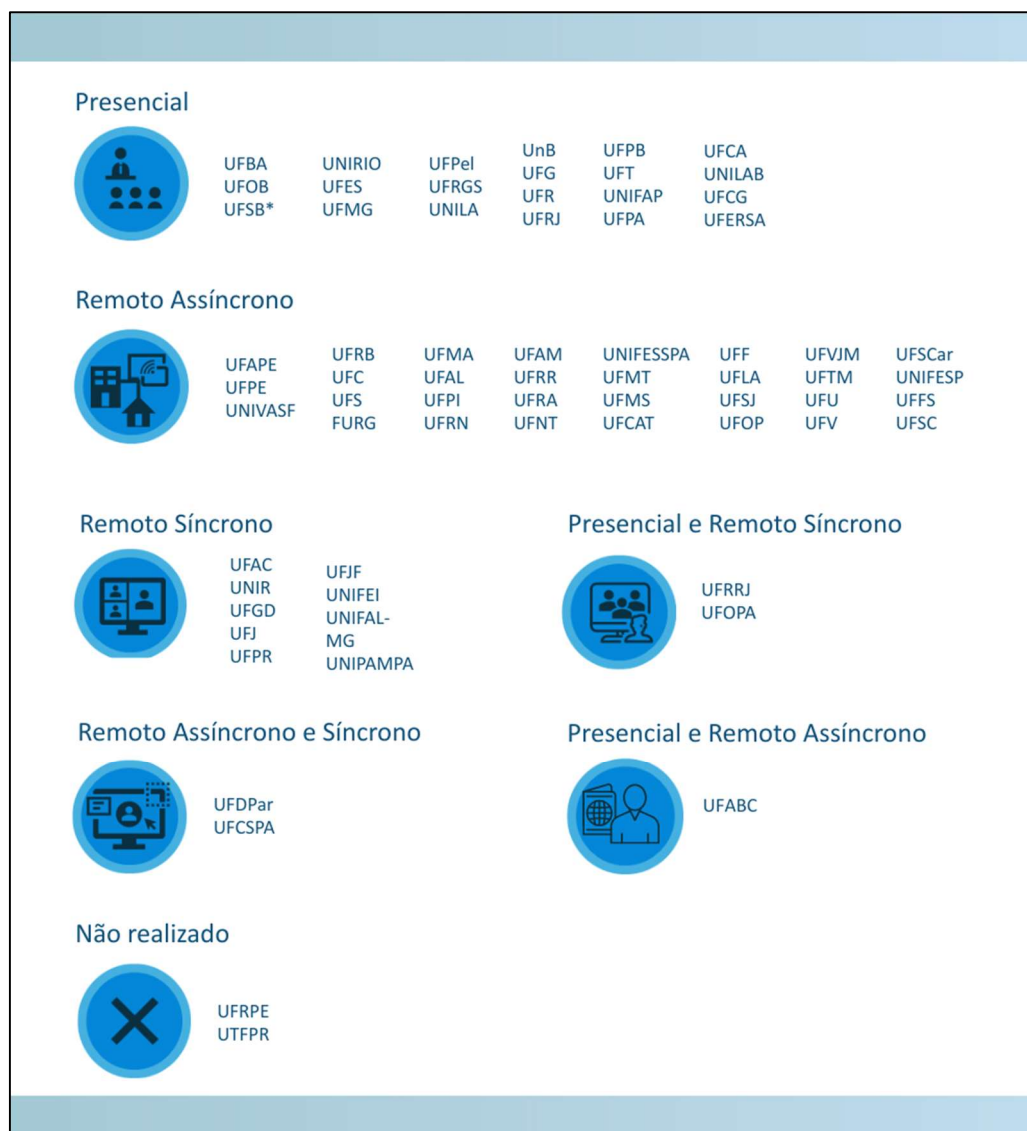 Presencial
UFBA
UFOB
UFSB*
UNIRIO
UFES
UFMG
UFPel
UFRGS
UNILA
UnB
UFG
UFR
UFRJ
UFPB
UFT
UNIFAP
UFPA
UFCA
UNILAB
UFCG
UFERSA
Remoto Assíncrono
UFAPE
UFPE
UNIVASF
UFRB
UFC
UFS
FURG
UFMA
UFAL
UFPI
UFRN
UFAM
UFRR
UFRA
UFNT
UNIFESSPA
UFMT
UFMS
UFCAT
UFF
UFLA
UFSJ
UFOP
UFVJM
UFTM
UFU
UFV
UFSCar
UNIFESP
UFFS
UFSC
Remoto Síncrono
UFAC
UNIR
UFGD
UFJ
UFPR
UFJF
UNIFEI
UNIFAL-
MG
UNIPAMPA
Presencial e Remoto Síncrono
UFRRJ
UFOPA
Remoto Assíncrono e Síncrono
UFDPar
UFCSPA
Presencial e Remoto Assíncrono
UFABC
Não realizado
UFRPE
UTFPR